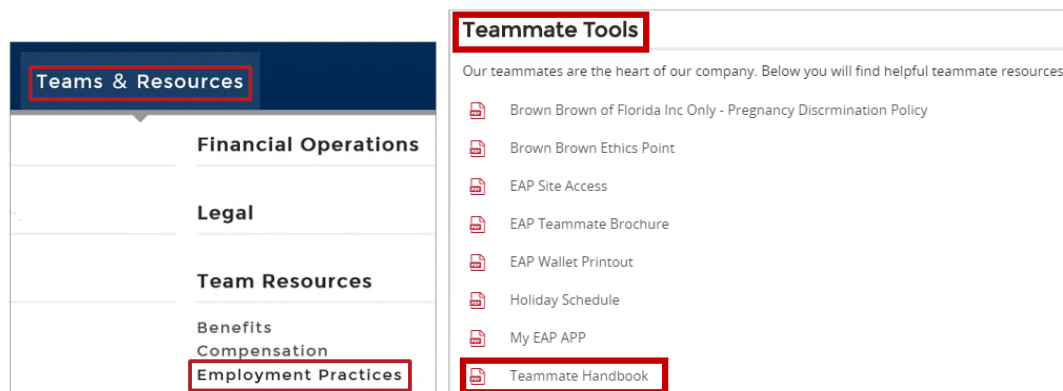 Teams & Resources
Financial Operations
Legal
Team Resources
Benefits
Compensation
Employment Practices
Teammate Tools
Our teammates are the heart of our company. Below you will find helpful teammate resources
Brown Brown of Florida Inc Only - Pregnancy Discrmination Policy
Brown Brown Ethics Point
EAP Site Access
EAP Teammate Brochure
EAP Wallet Printout
Holiday Schedule
My EAP APP
Teammate Handbook